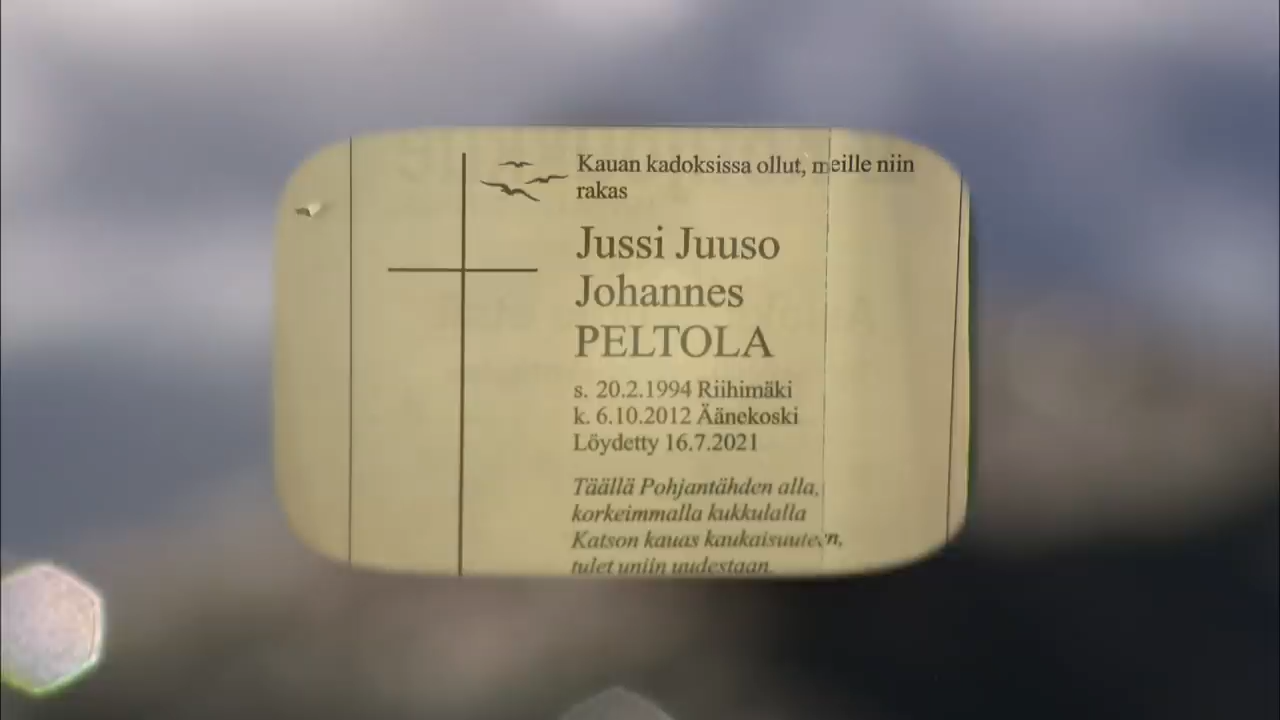 Kauan kadoksissa ollut, meille niin
rakas
Jussi Juuso
Johannes
PELTOLA
s. 20.2.1994 Riihimäki
k. 6.10.2012 Äänekoski
Löydetty 16.7.2021
Täällä Pohjantähden alla,
korkeimmalla kukkulalla
Katson kauas kaukaisuuteen,
tulet uniin uudestaan.